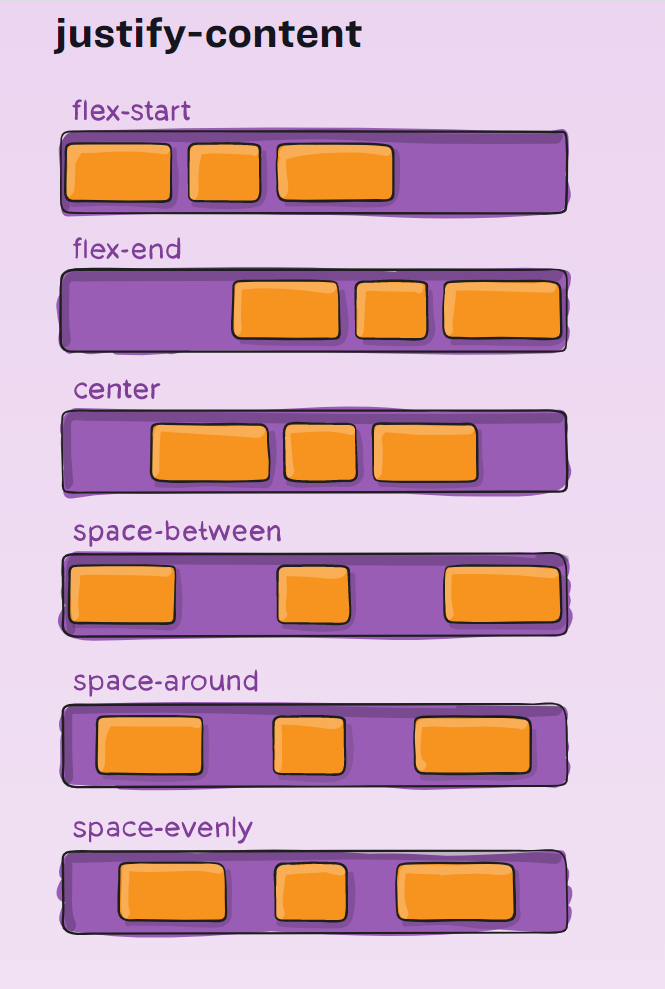 justify-content
flex-start
flex-end
center
space-between
space-around
space-evenly